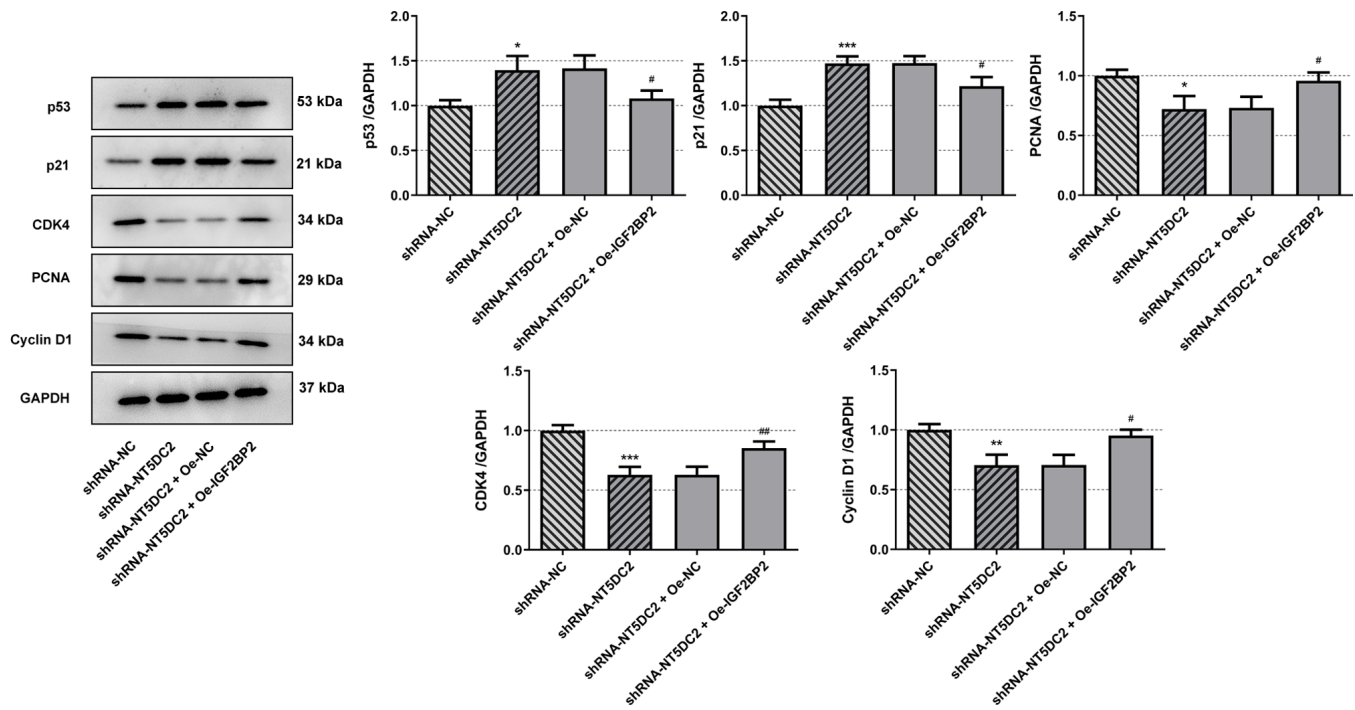 p53
53 kDa
p21
21 kDa
CDK4
34 kDa
PCNA
29 kDa
Cyclin D1
34 kDa
GAPDH
37 kDa
shRNA-NC
shRNA-NT5DC2
shRNA-NT5DC2 + Oe-NC
shRNA-NT5DC2 + Oe-IGF2BP2
p53 /GAPDH
2.0
1.5
1.0
0.5
0.0
*
#
shRNA-NC
shRNA-NT5DC2
shRNA-NT5DC2 + Oe-NC
shRNA-NT5DC2 + Oe-IGF2BP2
p21 /GAPDH
2.0
1.5
1.0
0.5
0.0
***
#
shRNA-NC
shRNA-NT5DC2
shRNA-NT5DC2 + Oe-NC
shRNA-NT5DC2 + Oe-IGF2BP2
PCNA /GAPDH
1.5
1.0
0.5
0.0
*
#
shRNA-NC
shRNA-NT5DC2
shRNA-NT5DC2 + Oe-NC
shRNA-NT5DC2 + Oe-IGF2BP2
CDK4 /GAPDH
1.5
1.0
0.5
0.0
***
##
shRNA-NC
shRNA-NT5DC2
shRNA-NT5DC2 + Oe-NC
shRNA-NT5DC2 + Oe-IGF2BP2
Cyclin D1 /GAPDH
1.5
1.0
0.5
0.0
**
#
shRNA-NC
shRNA-NT5DC2
shRNA-NT5DC2 + Oe-NC
shRNA-NT5DC2 + Oe-IGF2BP2